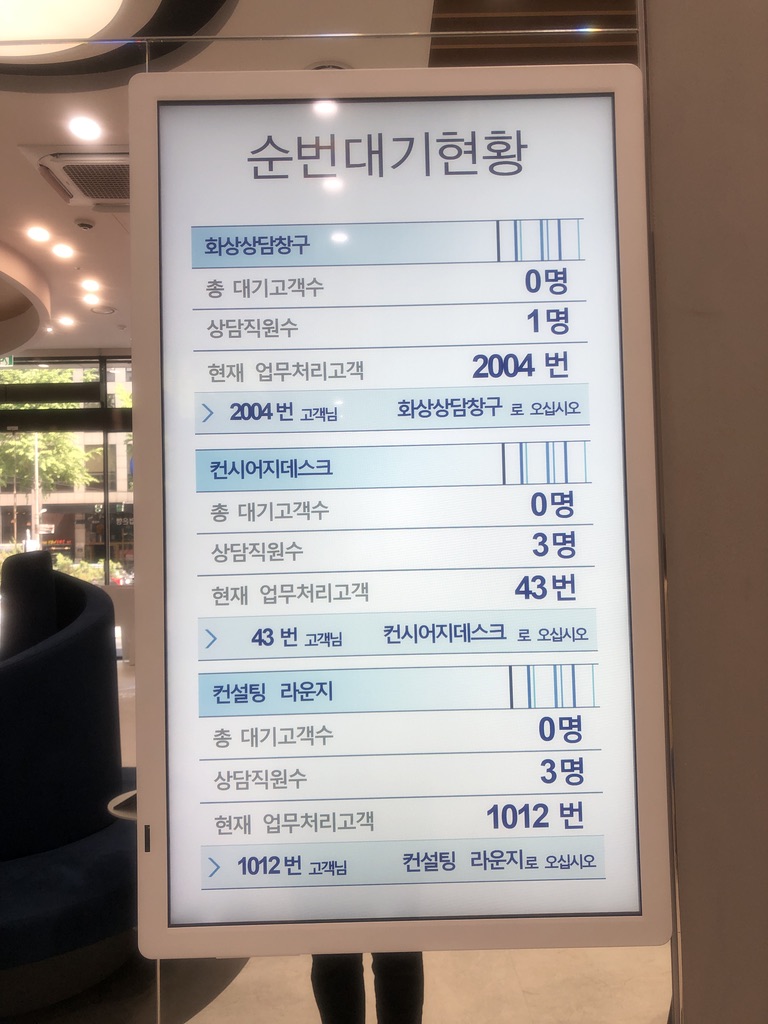 순번대기현황
화상상담창구
총 대기고객수 0명
상담직원수 1명
현재 업무처리고객 2004 번
> 2004 번 고객님 화상상담창구 로 오십시오
컨시어지데스크
총 대기고객수 0명
상담직원수 3명
현재 업무처리고객 43 번
> 43 번 고객님 컨시어지데스크 로 오십시오
컨설팅 라운지
총 대기고객수 0명
상담직원수 3명
현재 업무처리고객 1012 번
> 1012 번 고객님 컨설팅 라운지로 오십시오